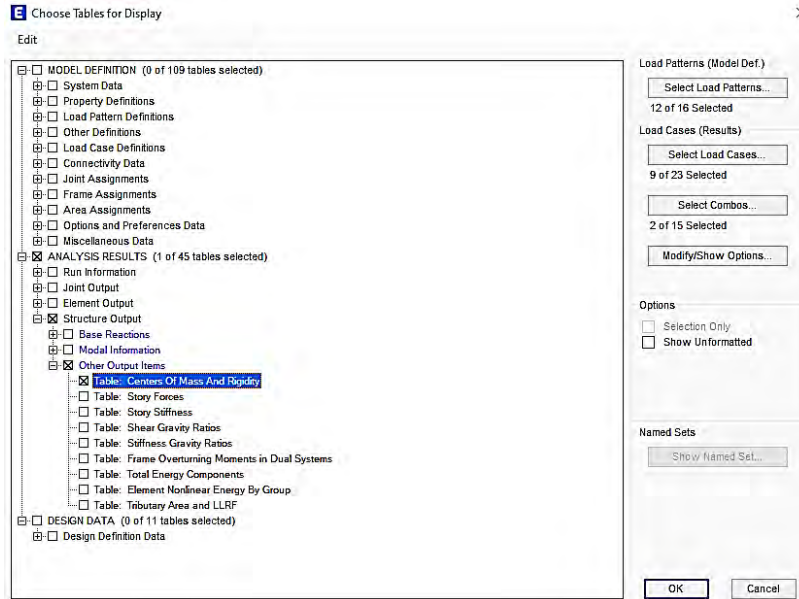 E Choose Tables for Display
Edit
MODEL DEFINITION (0 of 109 tables selected)
System Data
Property Definitions
Load Pattern Definitions
Other Definitions
Load Case Definitions
Connectivity Data
Joint Assignments
Frame Assignments
Area Assignments
Options and Preferences Data
Miscellaneous Data
ANALYSIS RESULTS (1 of 45 tables selected)
Run Information
Joint Output
Element Output
Structure Output
Base Reactions
Modal Information
Other Output Items
Table: Centers Of Mass And Rigidity
Table: Story Forces
Table: Story Stiffness
Table: Shear Gravity Ratios
Table: Stiffness Gravity Ratios
Table: Frame Overturning Moments in Dual Systems
Table: Total Energy Components
Table: Element Nonlinear Energy By Group
Table: Tributary Area and LLRF
DESIGN DATA (0 of 11 tables selected)
Design Definition Data
Load Patterns (Model Def.)
Select Load Patterns...
12 of 16 Selected
Load Cases (Results)
Select Load Cases...
9 of 23 Selected
Select Combos...
2 of 15 Selected
Modify/Show Options...
Options
Selection Only
Show Unformatted
Named Sets
Show Named Set...
OK
Cancel